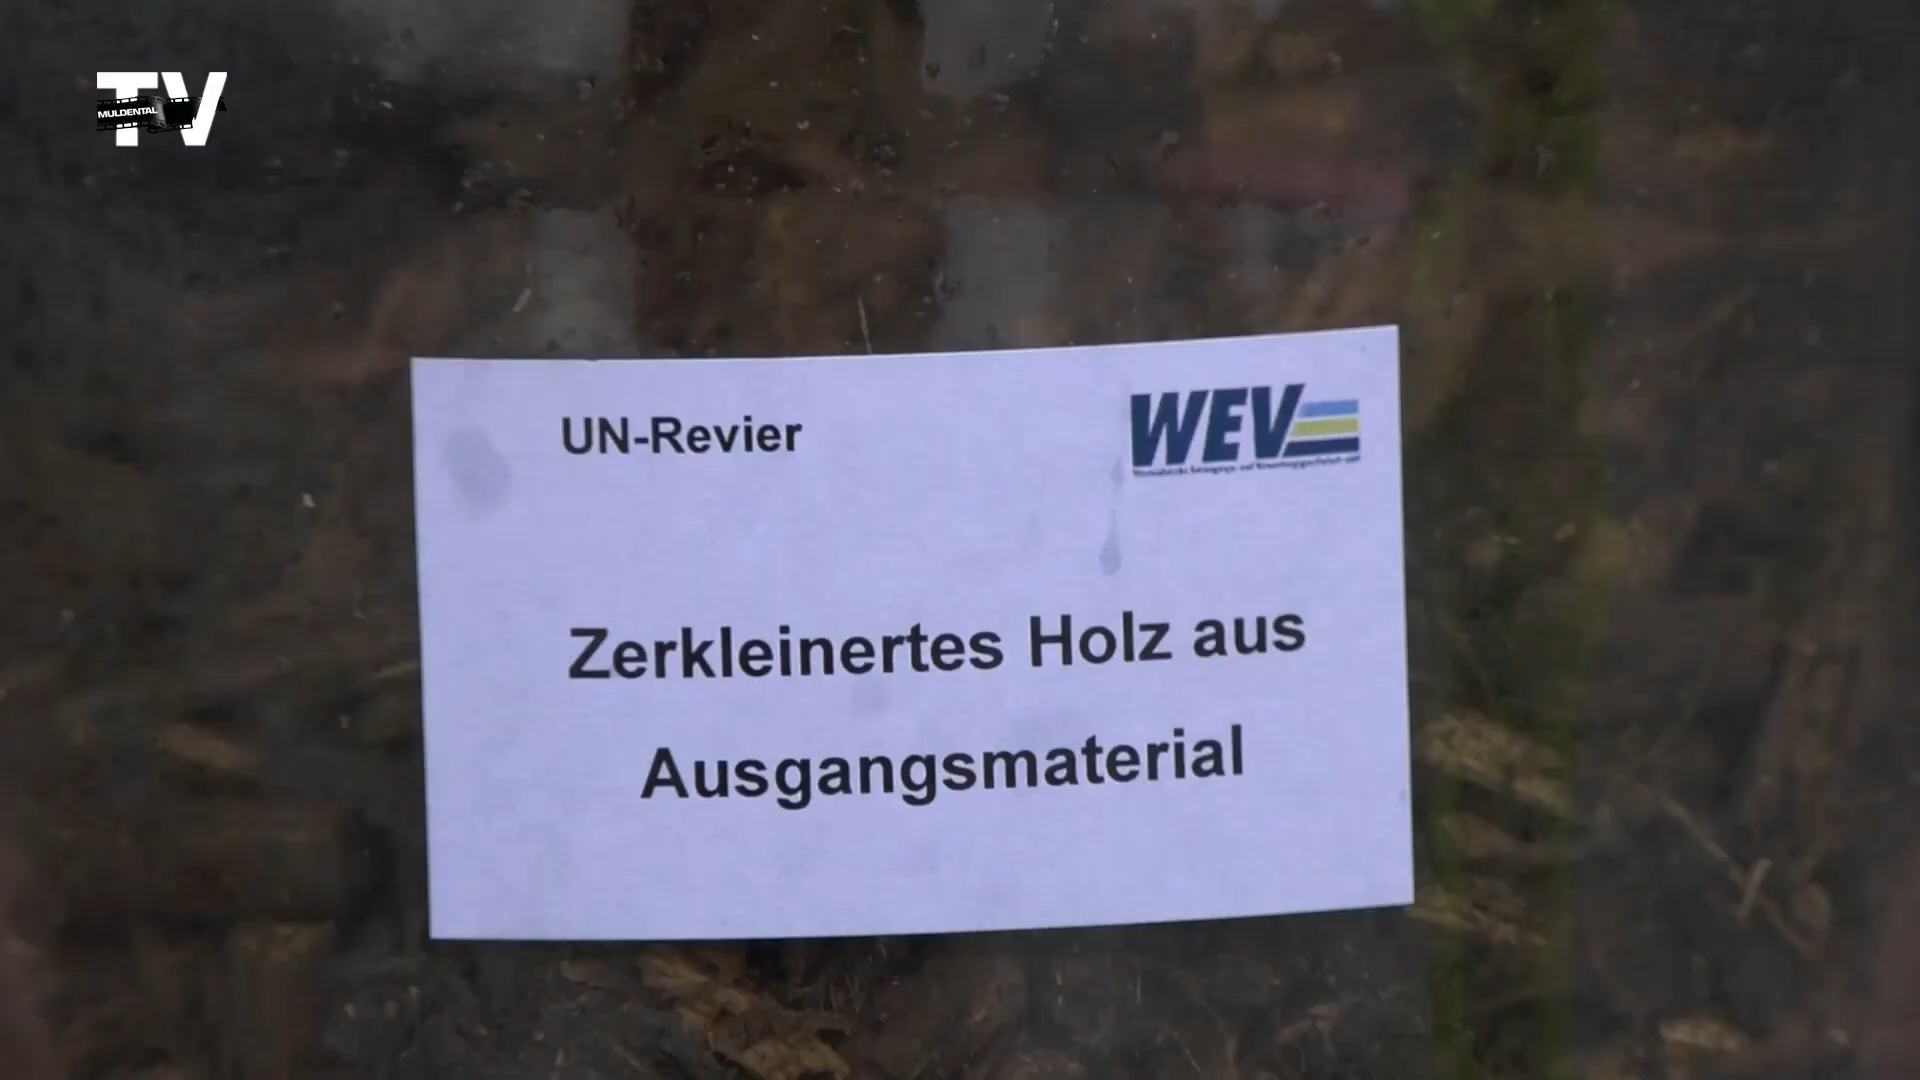 TV
MULDENTAL
UN-Revier
WEV
Zerkleinertes Holz aus
Ausgangsmaterial